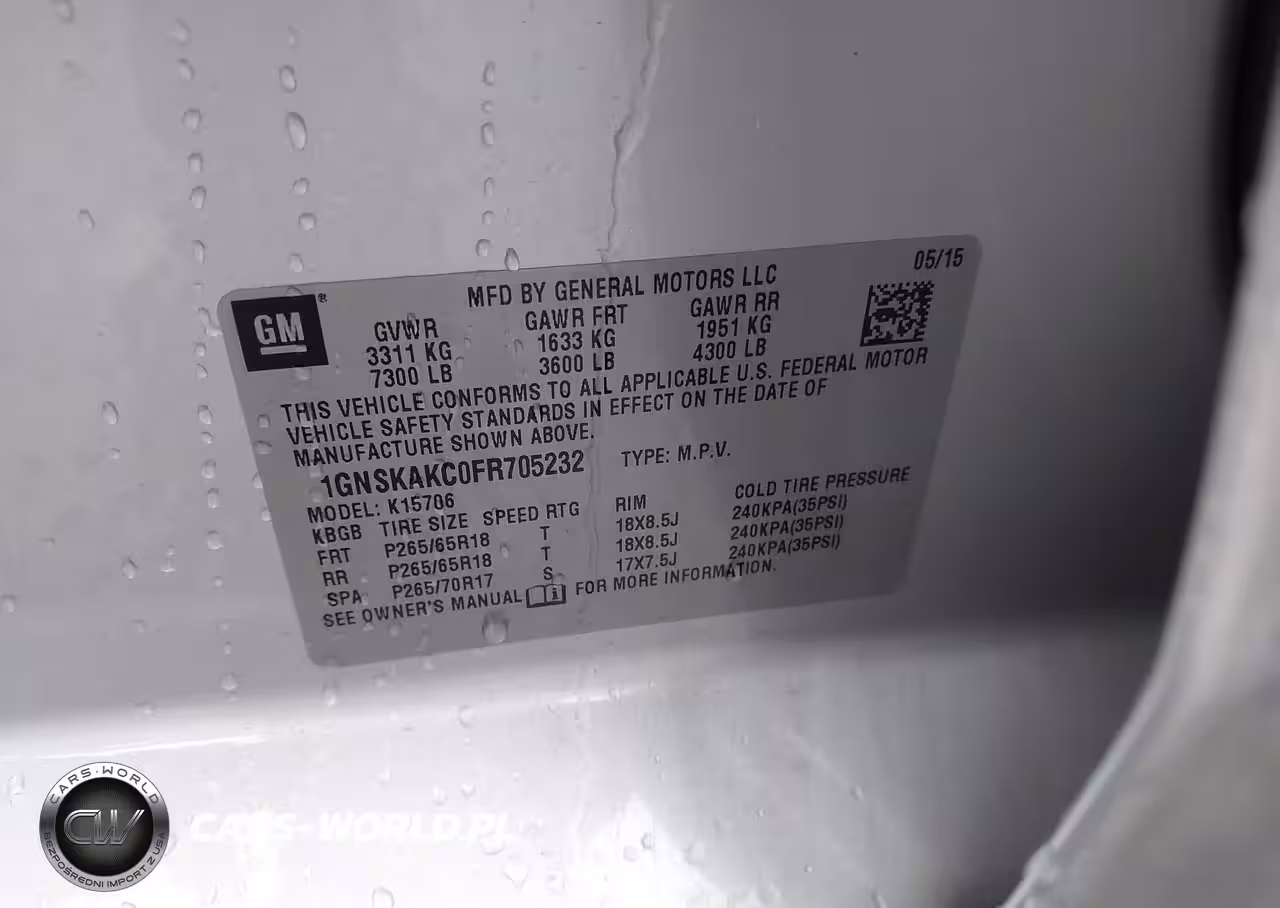 05/15
MFD BY GENERAL MOTORS LLC
GM®
GVWR GAWR FRT GAWR RR
3311 KG 1633 KG 1951 KG
7300 LB 3600 LB 4300 LB
THIS VEHICLE CONFORMS TO ALL APPLICABLE U.S. FEDERAL MOTOR
VEHICLE SAFETY STANDARDS IN EFFECT ON THE DATE OF
MANUFACTURE SHOWN ABOVE.
1GNSKAKC0FR705232 TYPE: M.P.V.
MODEL: K15706
KBGB TIRE SIZE SPEED RTG RIM COLD TIRE PRESSURE
FRT P265/65R18 T 18X8.5J 240KPA(35PSI)
RR P265/65R18 T 18X8.5J 240KPA(35PSI)
SPA P265/70R17 S 17X7.5J 240KPA(35PSI)
SEE OWNER'S MANUAL i FOR MORE INFORMATION.
CARS-WORLD
CW
BEZPOŚREDNI IMPORT Z USA
CARS-WORLD.PL